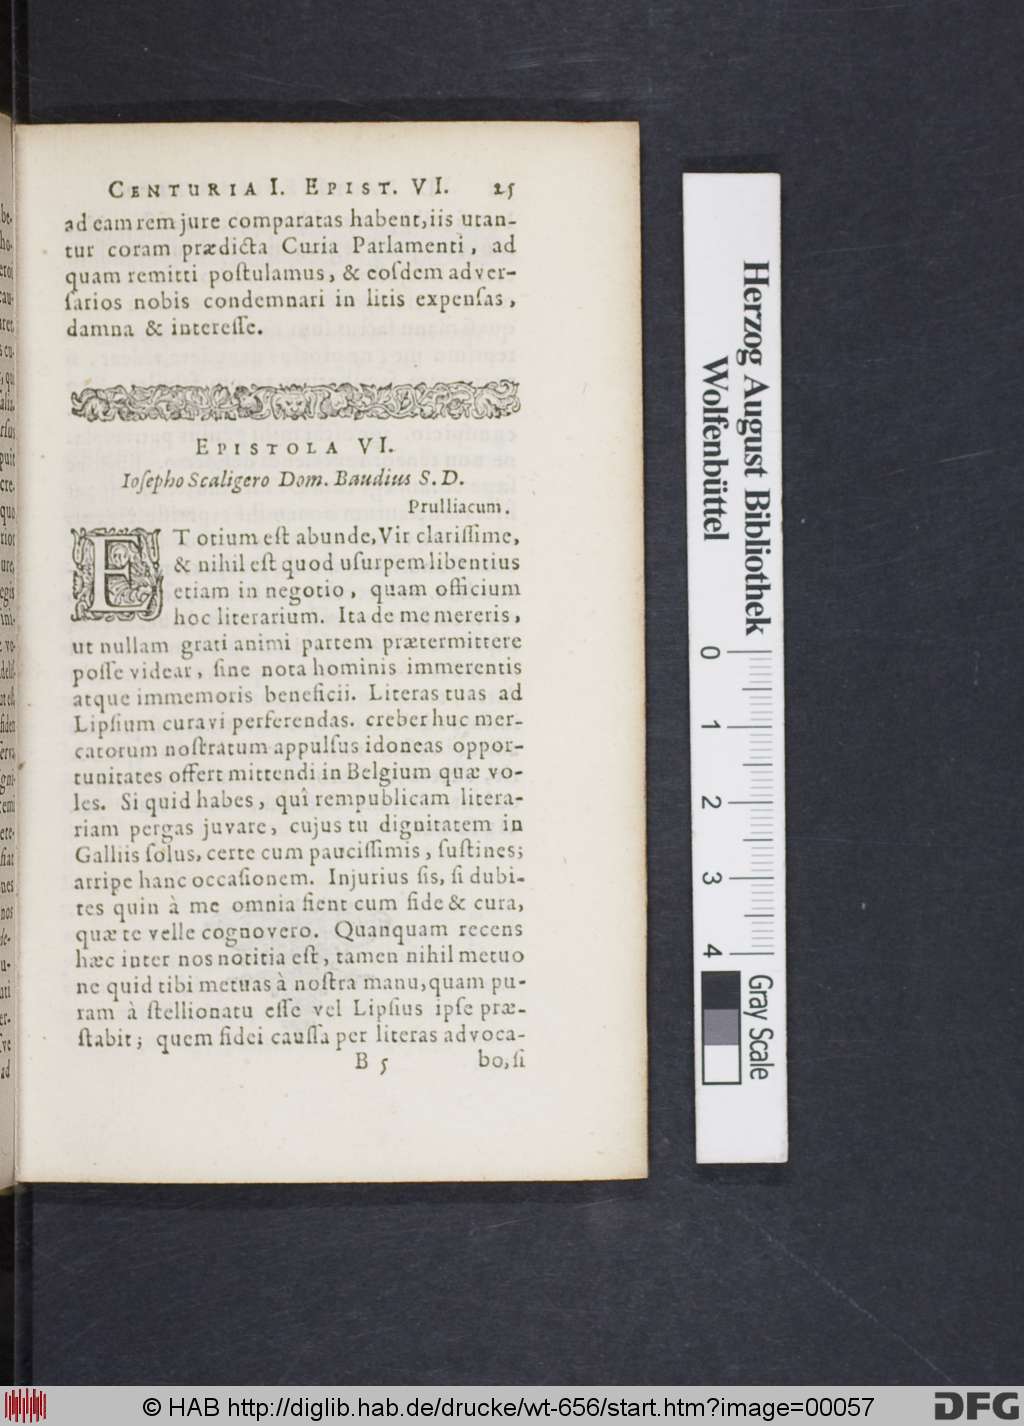 CENTURIA I. EPIST. VI. 25
ad eam rem jure comparatas habent, iis utan-
tur coram prædicta Curia Parlamenti, ad
quam remitti poſtulamus, & eoſdem adver-
ſarios nobis condemnari in litis expenſas,
damna & intereſſe.
EPISTOLA VI.
Ioſepho Scaligero Dom. Baudius S. D.
Prulliacum.
ET otium eſt abunde, Vir clariſſime,
& nihil eſt quod uſurpem libentius
etiam in negotio, quam officium
hoc literarium. Ita de me mereris,
ut nullam grati animi partem prætermittere
poſſe videar, ſine nota hominis immerentis
atque immemoris beneficii. Literas tuas ad
Lipſium curavi perferendas. creber huc mer-
catorum noſtratum appulſus idoneas oppor-
tunitates offert mittendi in Belgium quæ vo-
les. Si quid habes, quî rempublicam litera-
riam pergas juvare, cujus tu dignitatem in
Galliis ſolus, certe cum pauciſſimis, ſuſtines;
arripe hanc occaſionem. Injurius ſis, ſi dubi-
tes quin à me omnia fient cum fide & cura,
quæ te velle cognovero. Quanquam recens
hæc inter nos notitia eſt, tamen nihil metuo
ne quid tibi metuas à noſtra manu, quam pu-
ram à ſtellionatu eſſe vel Lipſius ipſe præ-
ſtabit; quem fidei cauſſa per literas advoca-
B 5 bo, ſi
Herzog August Bibliothek
Wolfenbüttel
0 1 2 3 4
Gray Scale
© HAB http://diglib.hab.de/drucke/wt-656/start.htm?image=00057
DFG